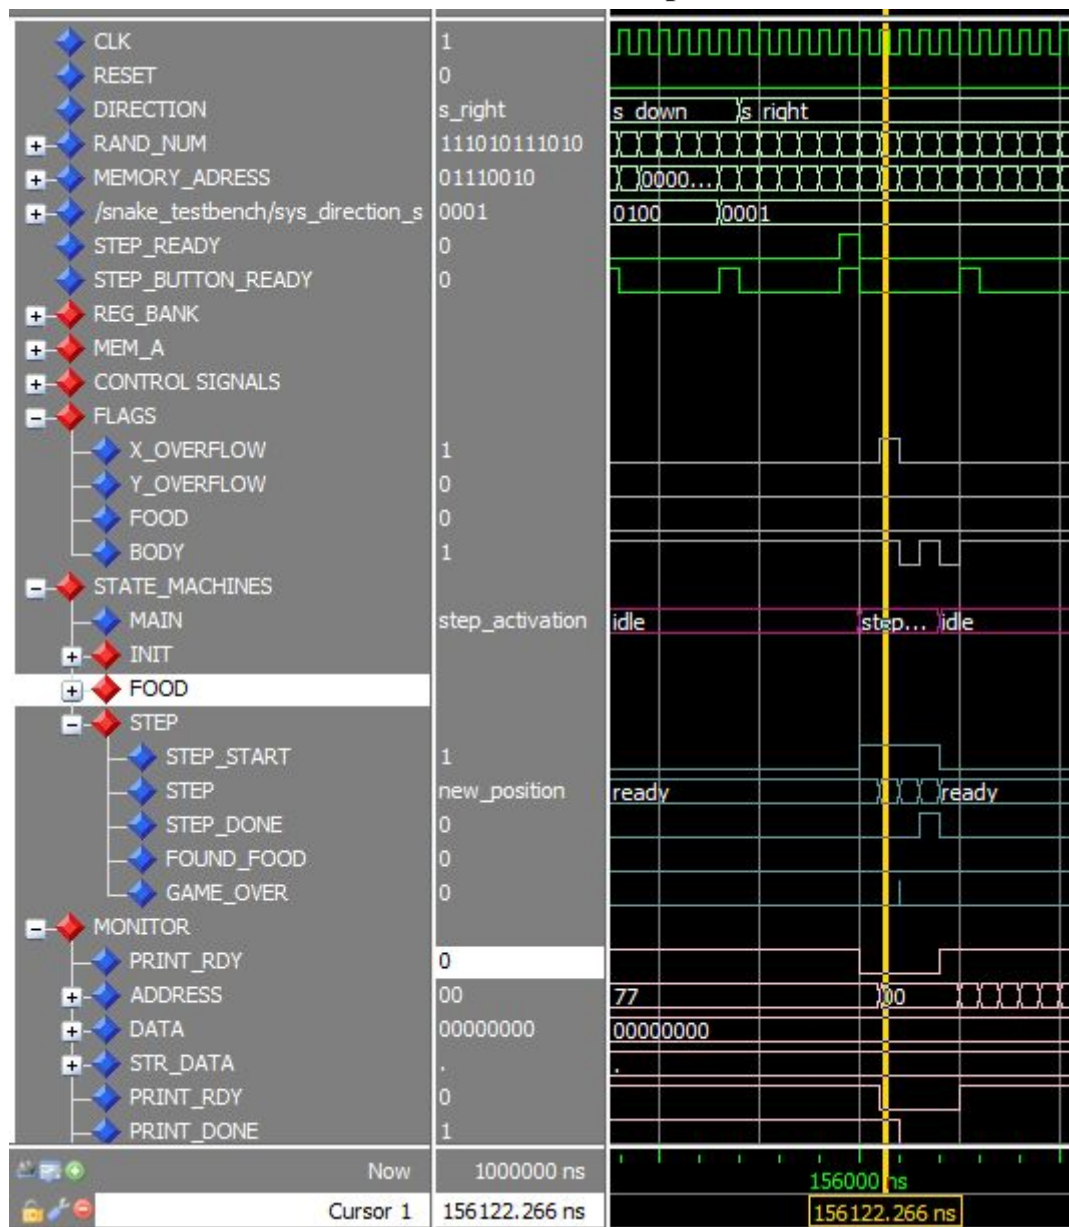 CLK 1
RESET 0
DIRECTION s_right s_down s_right
RAND_NUM 111010111010
MEMORY_ADRESS 01110010 0000...
/snake_testbench/sys_direction_s 0001 0100 0001
STEP_READY 0
STEP_BUTTON_READY 0
REG_BANK
MEM_A
CONTROL SIGNALS
FLAGS
X_OVERFLOW 1
Y_OVERFLOW 0
FOOD 0
BODY 1
STATE_MACHINES
MAIN step_activation idle step... idle
INIT
FOOD
STEP
STEP_START 1
STEP new_position ready ready
STEP_DONE 0
FOUND_FOOD 0
GAME_OVER 0
MONITOR
PRINT_RDY 0
ADDRESS 00 77 00
DATA 00000000 00000000
STR_DATA . .
PRINT_RDY 0
PRINT_DONE 1
Now 1000000 ns 156000 ns
Cursor 1 156122.266 ns 156122.266 ns